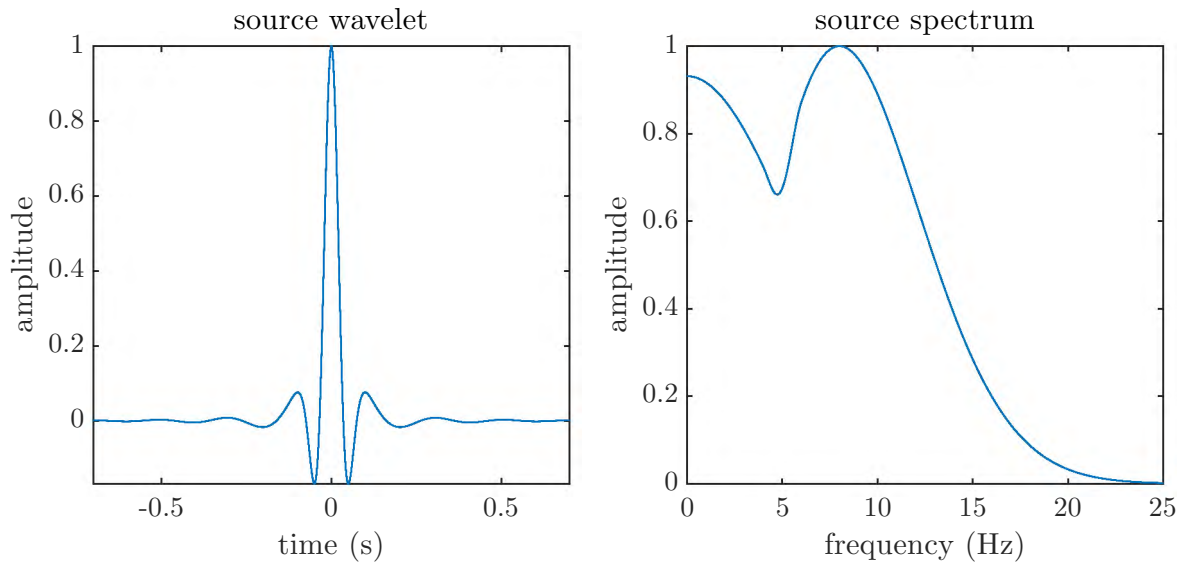 source wavelet
1
0.8
0.6
0.4
0.2
0
amplitude
-0.5 0 0.5
time (s)
source spectrum
1
0.8
0.6
0.4
0.2
0
amplitude
0 5 10 15 20 25
frequency (Hz)